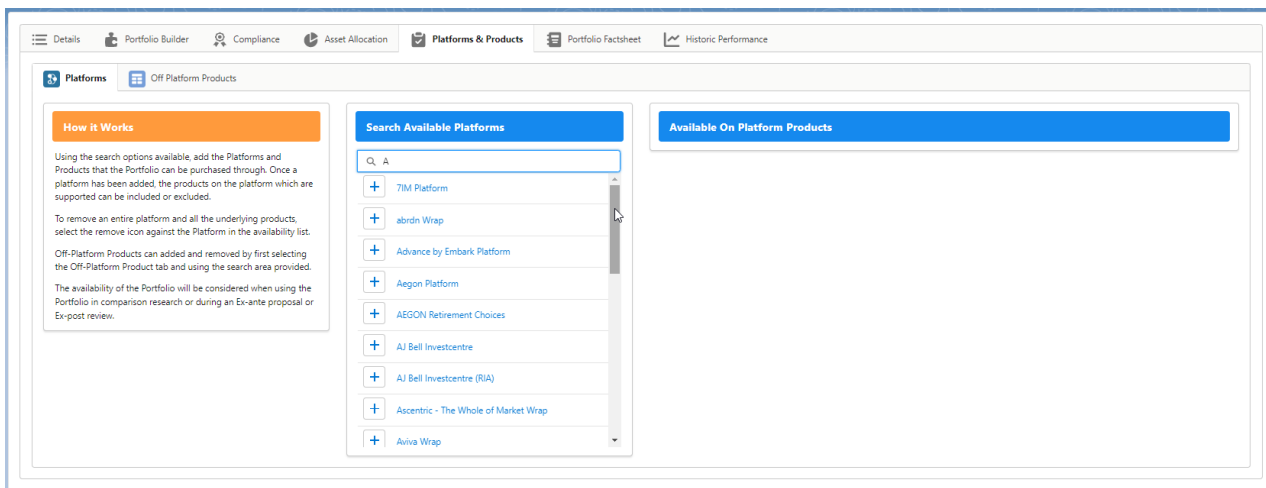 Details
Portfolio Builder
Compliance
Asset Allocation
Platforms & Products
Portfolio Factsheet
Historic Performance
Platforms
Off Platform Products
How it Works
Using the search options available, add the Platforms and
Products that the Portfolio can be purchased through. Once a
platform has been added, the products on the platform which are
supported can be included or excluded.
To remove an entire platform and all the underlying products,
select the remove icon against the Platform in the availability list.
Off-Platform Products can added and removed by first selecting
the Off-Platform Product tab and using the search area provided.
The availability of the Portfolio will be considered when using the
Portfolio in comparison research or during an Ex-ante proposal or
Ex-post review.
Search Available Platforms
A
7IM Platform
abrdn Wrap
Advance by Embark Platform
Aegon Platform
AEGON Retirement Choices
AJ Bell Investcentre
AJ Bell Investcentre (RIA)
Ascentric - The Whole of Market Wrap
Aviva Wrap
Available On Platform Products